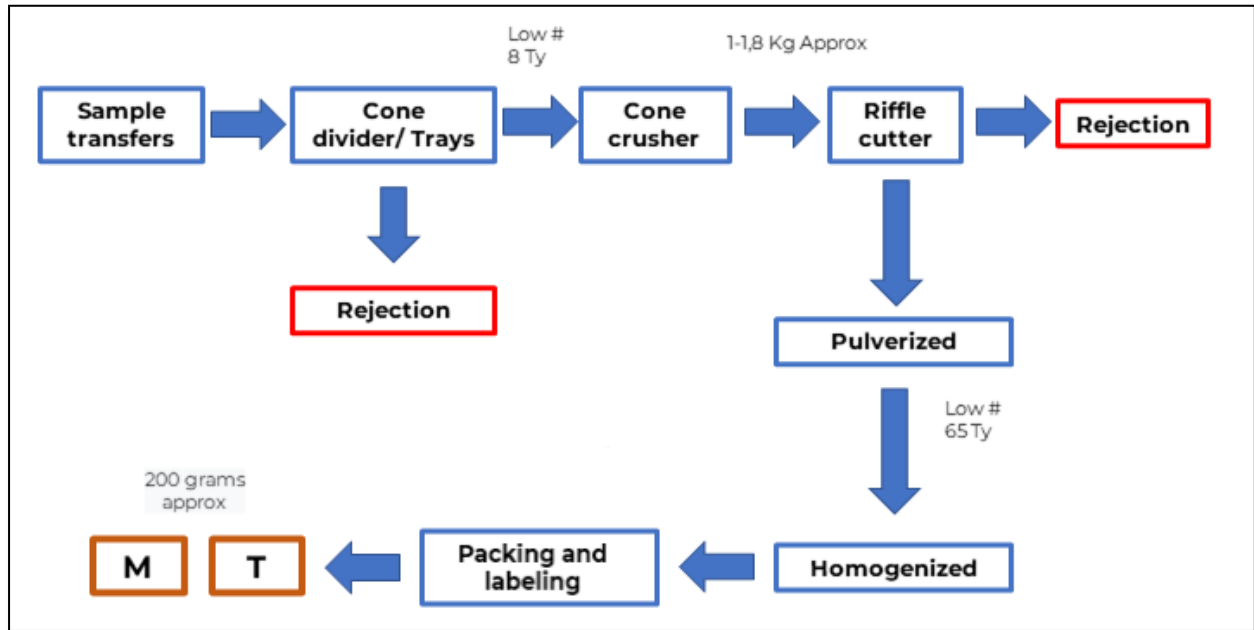 Low #
8 Ty
1-1,8 Kg Approx
Sample
transfers
Cone
divider/ Trays
Cone
crusher
Riffle
cutter
Rejection
Rejection
Pulverized
Low #
65 Ty
200 grams
approx
M
T
Packing and
labeling
Homogenized